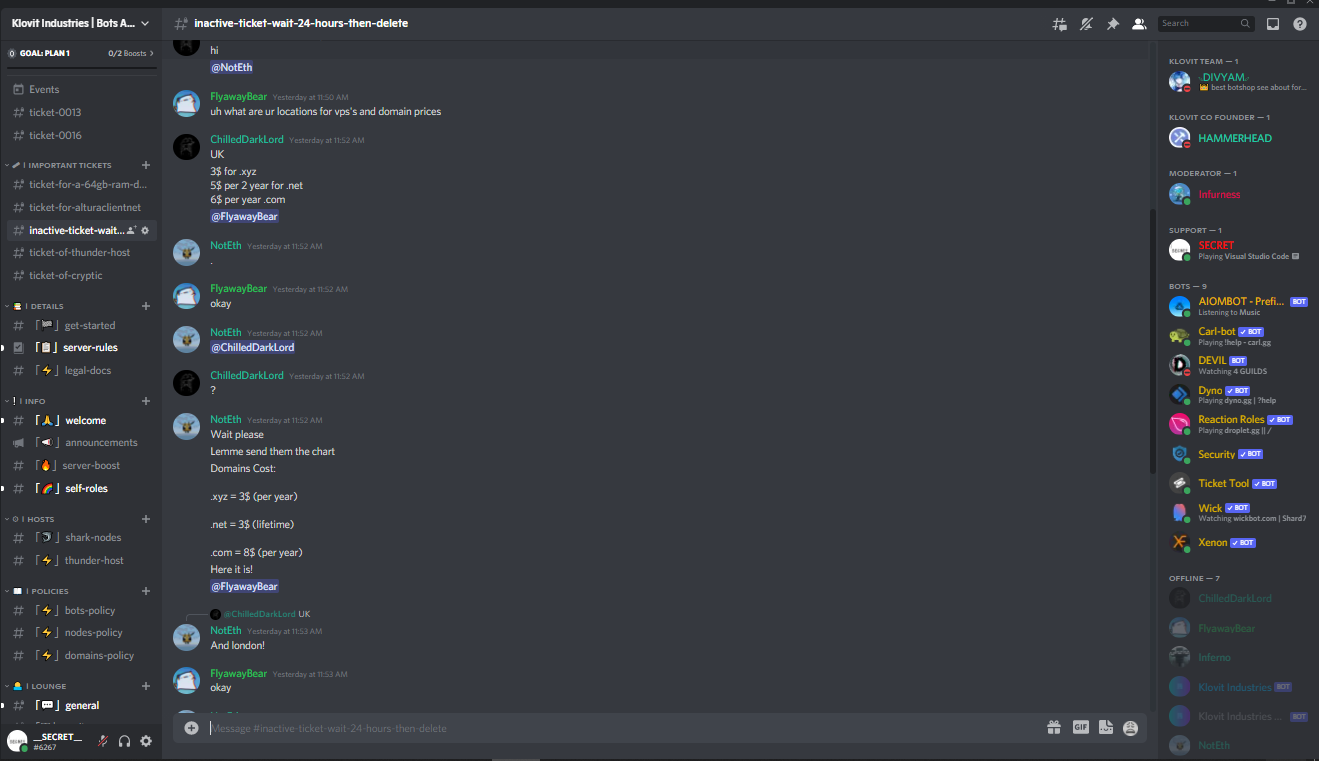 Klovit Industries | Bots A...
GOAL: PLAN 1
0/2 Boosts
Events
ticket-0013
ticket-0016
| IMPORTANT TICKETS
ticket-for-a-64gb-ram-d...
ticket-for-alturaclientnet
inactive-ticket-wait...
ticket-of-thunder-host
ticket-of-cryptic
| DETAILS
「🏁」get-started
「📋」server-rules
「⚡」legal-docs
! | INFO
「🙏」welcome
「📢」announcements
「🔥」server-boost
「🌈」self-roles
| HOSTS
shark-nodes
「⚡」thunder-host
| POLICIES
「⚡」bots-policy
「⚡」nodes-policy
「⚡」domains-policy
| LOUNGE
「💬」general
__SECRET__
#6267
inactive-ticket-wait-24-hours-then-delete
Search
hi
@NotEth
FlyawayBear Yesterday at 11:50 AM
uh what are ur locations for vps's and domain prices
ChilledDarkLord Yesterday at 11:52 AM
UK
3$ for .xyz
5$ per 2 year for .net
6$ per year .com
@FlyawayBear
NotEth Yesterday at 11:52 AM
.
FlyawayBear Yesterday at 11:52 AM
okay
NotEth Yesterday at 11:52 AM
@ChilledDarkLord
ChilledDarkLord Yesterday at 11:52 AM
?
NotEth Yesterday at 11:52 AM
Wait please
Lemme send them the chart
Domains Cost:
.xyz = 3$ (per year)
.net = 3$ (lifetime)
.com = 8$ (per year)
Here it is!
@FlyawayBear
@ChilledDarkLord UK
NotEth Yesterday at 11:53 AM
And london!
FlyawayBear Yesterday at 11:53 AM
okay
Message #inactive-ticket-wait-24-hours-then-delete
GIF
KLOVIT TEAM — 1
DIVYAM
best botshop see about for...
KLOVIT CO FOUNDER — 1
HAMMERHEAD
MODERATOR — 1
Infurness
SUPPORT — 1
SECRET
Playing Visual Studio Code
BOTS — 9
AIOMBOT - Prefi... BOT
Listening to Music
Carl-bot ✓ BOT
Playing !help - carl.gg
DEVIL BOT
Watching 4 GUILDS
Dyno ✓ BOT
Playing dyno.gg | ?help
Reaction Roles ✓ BOT
Playing droplet.gg || /
Security ✓ BOT
Ticket Tool ✓ BOT
Wick ✓ BOT
Watching wickbot.com | Shard7
Xenon ✓ BOT
OFFLINE — 7
ChilledDarkLord
FlyawayBear
Inferno
Klovit Industries BOT
Klovit Industries ... BOT
NotEth